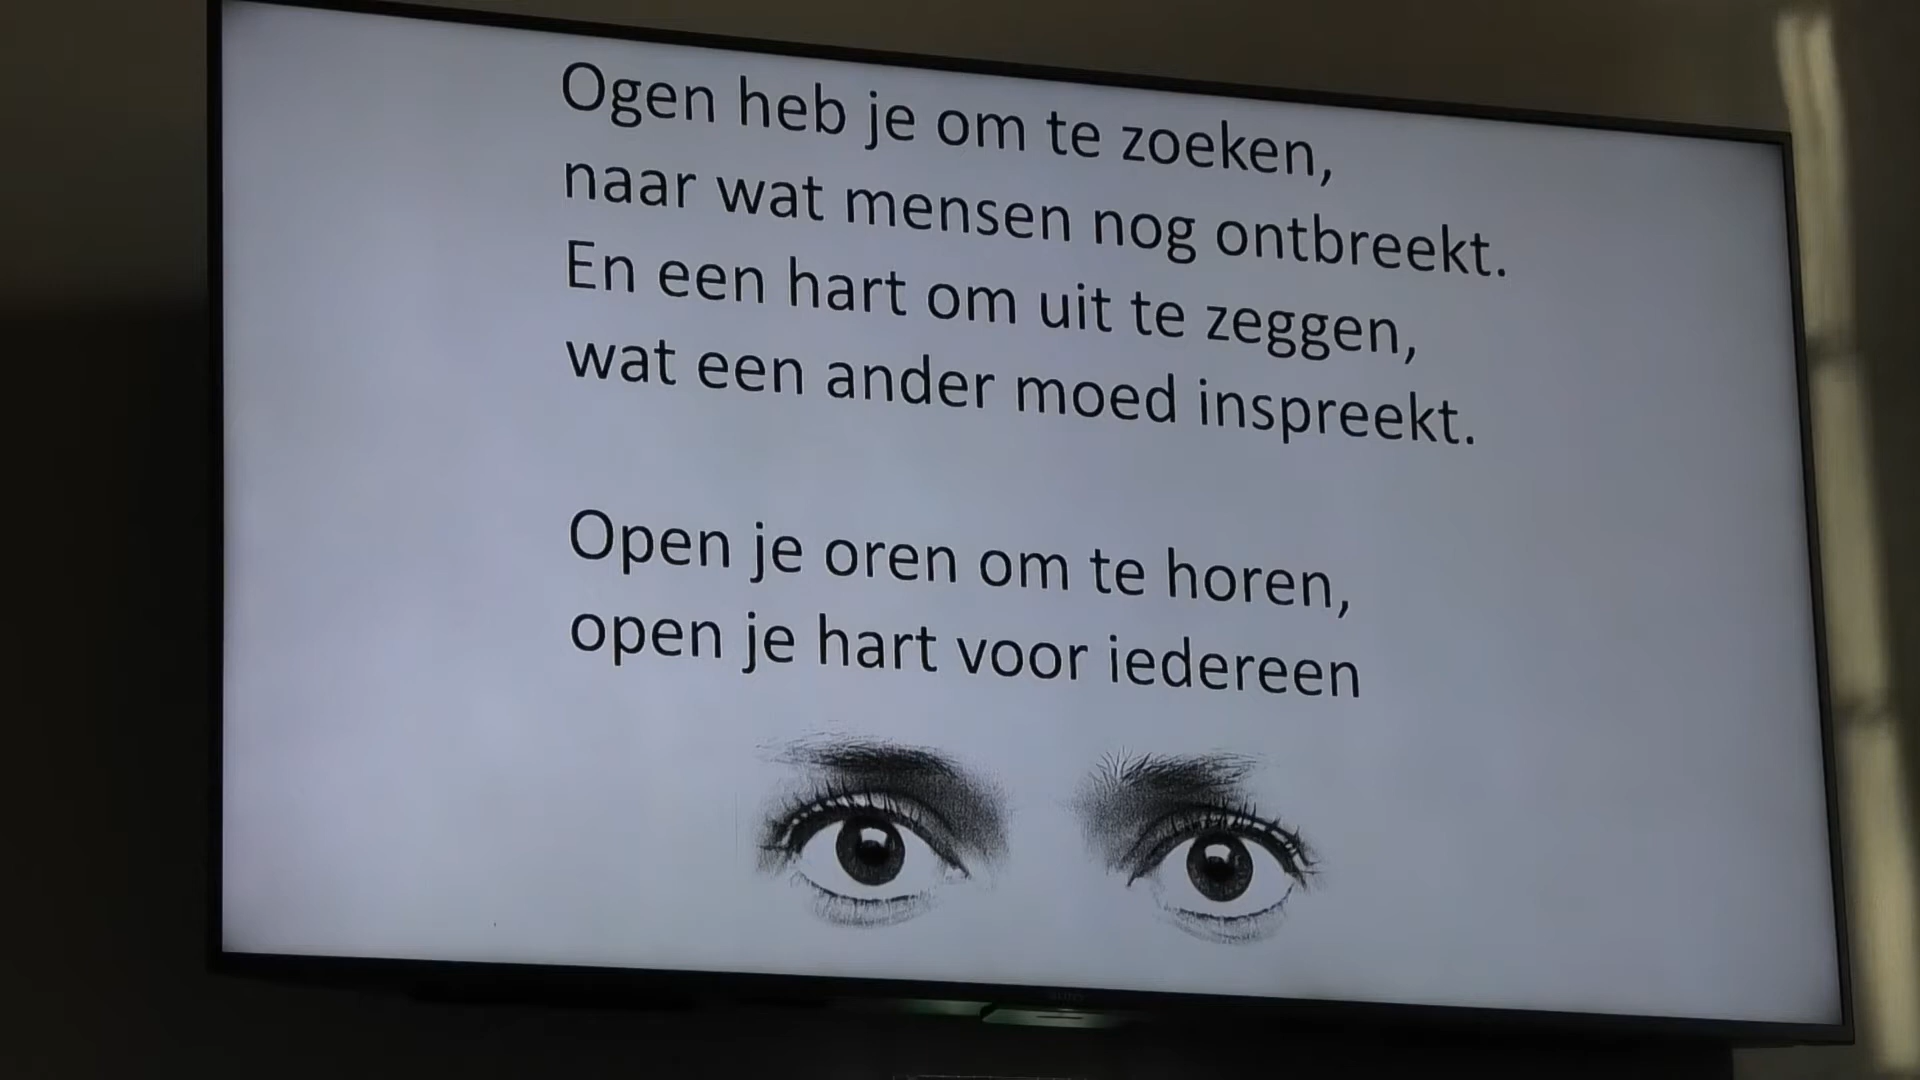 Ogen heb je om te zoeken,
naar wat mensen nog ontbreekt.
En een hart om uit te zeggen,
wat een ander moed inspreekt.
Open je oren om te horen,
open je hart voor iedereen